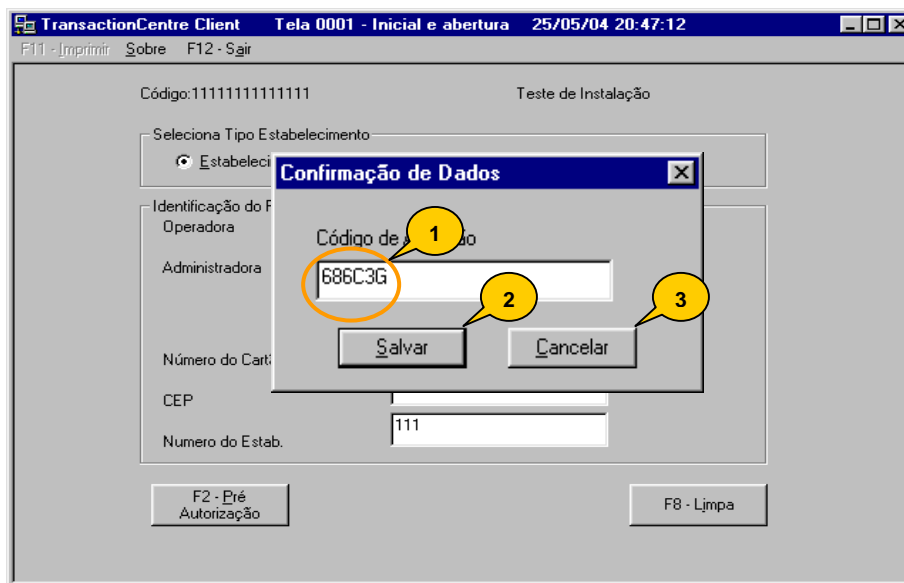 TransactionCentre Client Tela 0001 - Inicial e abertura 25/05/04 20:47:12
F11 - Imprimir Sobre F12 - Sair
Código:11111111111111 Teste de Instalação
Seleciona Tipo Estabelecimento
Confirmação de Dados
Identificação do
Operadora
Código de
1
Administradora
686C3G
2
3
Salvar Cancelar
Número do
CEP
111
Numero do Estab.
F2 - Pré
Autorização
F8 - Limpa